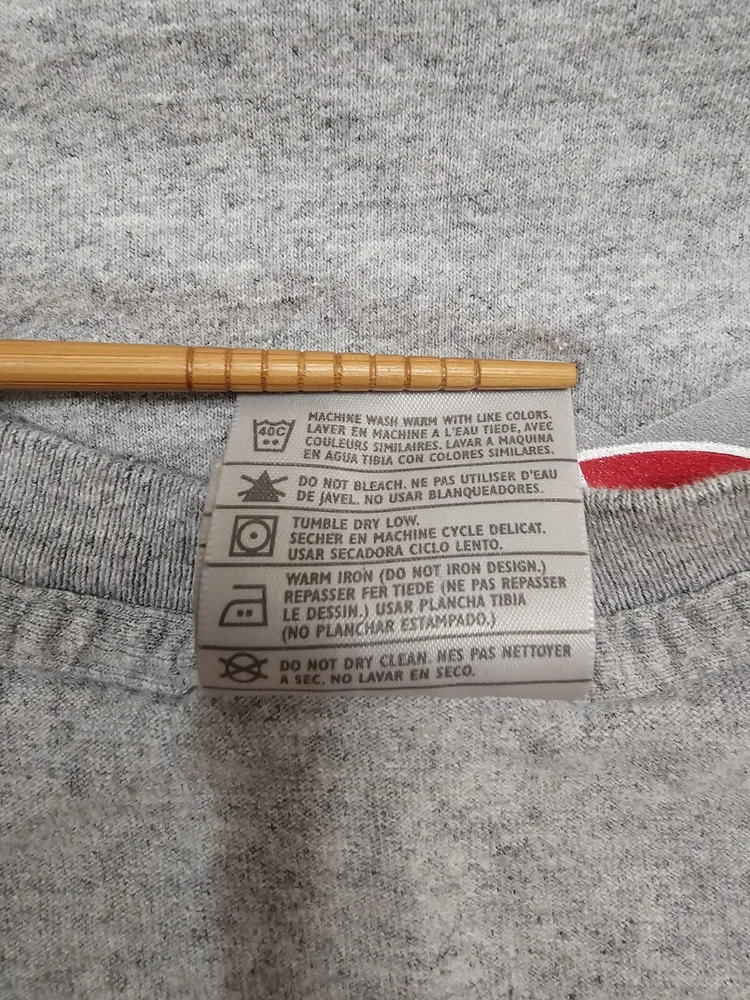 40C
MACHINE WASH WARM WITH LIKE COLORS.
LAYER EN MACHINE A L'EAU TIEDE, AVEC
COULEURS SIMILAIRES. LAYAR A MAQUINA
EN AGUA TIBIA CON COLORES SIMILARES.
DO NOT BLEACH. NE PAS UTILISER D'EAU
DE JAVEL. NO USAR BLANQUEADORES.
TUMBLE DRY LOW.
SECHER EN MACHINE CYCLE DELICAT.
USAR SECADORA CICLO LENTO.
WARM IRON (DO NOT IRON DESIGN.)
REPASSER FER TIEDE (NE PAS REPASSER
LE DESSIN.) USAR PLANCHA TIBIA
(NO PLANCHAR ESTAMPADO.)
DO NOT DRY CLEAN. NES PAS NETTOYER
A SEC. NO LAVAR EN SECO.